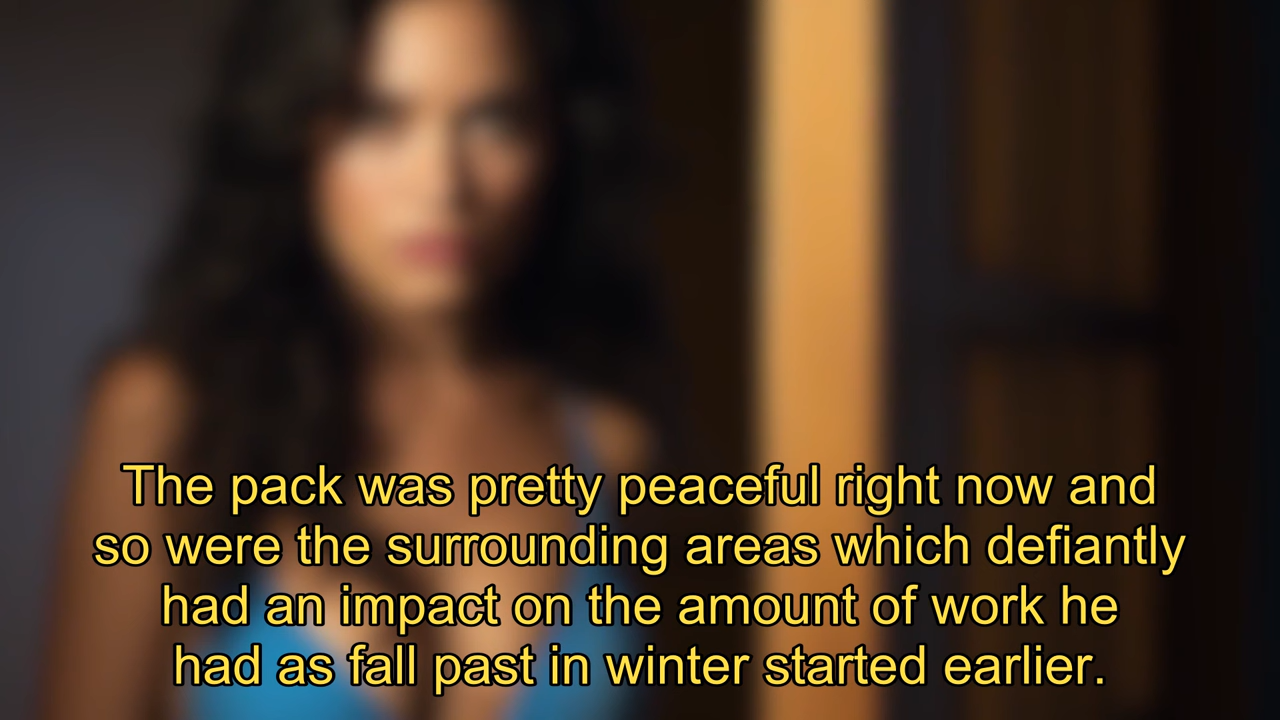 The pack was pretty peaceful right now and
so were the surrounding areas which defiantly
had an impact on the amount of work he
had as fall past in winter started earlier.